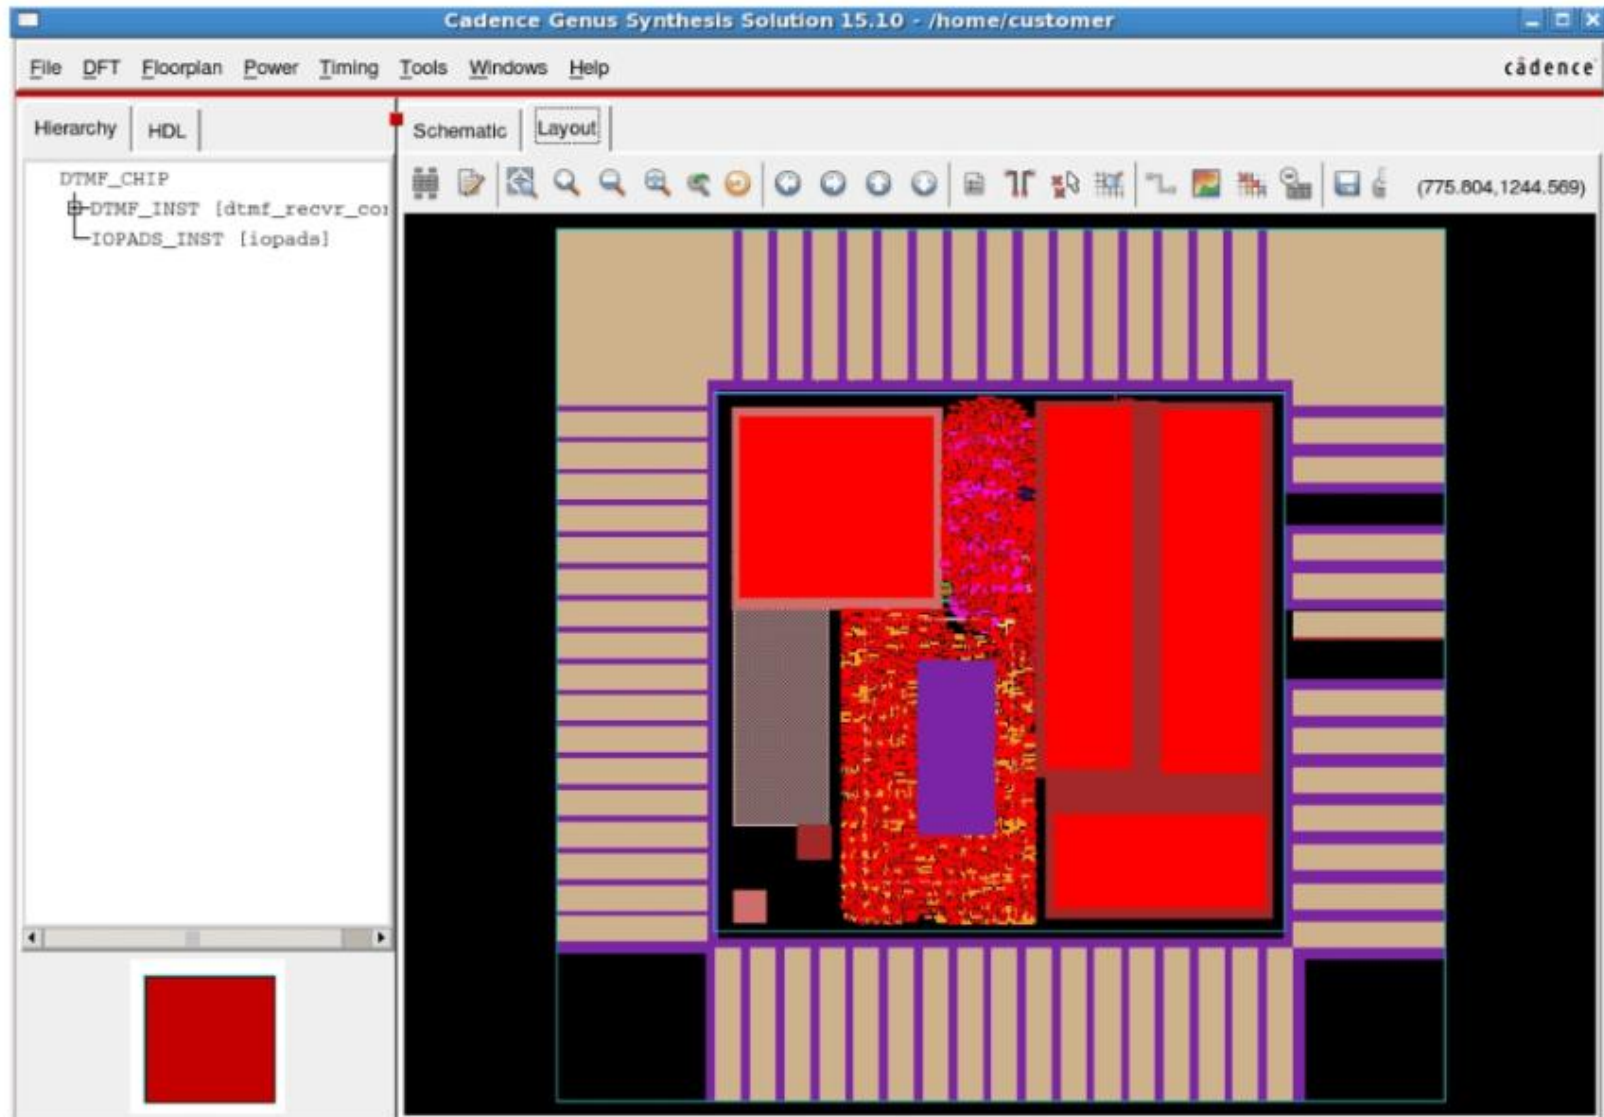 Cadence Genus Synthesis Solution 15.10 - /home/customer
File DFT Floorplan Power Timing Tools Windows Help cādence
Hierarchy HDL Schematic Layout
(775.804,1244.569)
DTMF_CHIP
DTMF_INST [dtmf_recvr_co
IOPADS_INST [iopads]